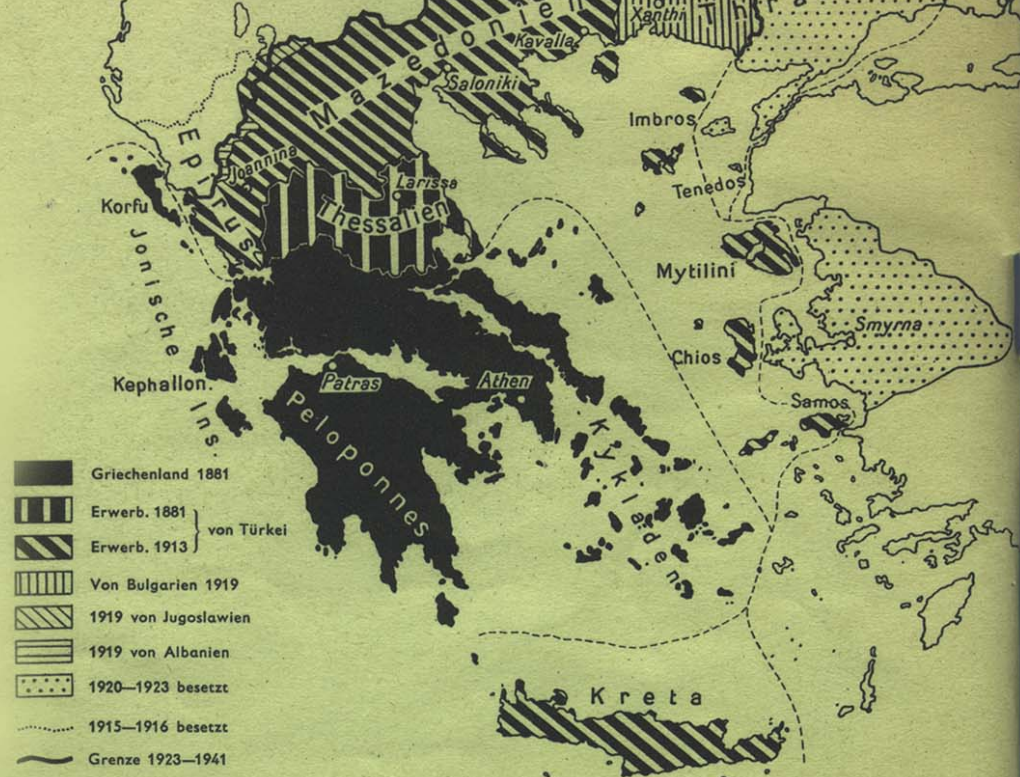 Xanthi
Kavalla
Mazedonien
Saloniki
Imbros
Epirus
Joannina
Larissa
Tenedos
Korfu
Thessalien
Mytilini
Jonische
Ins.
Smyrna
Chios
Kephallon.
Patras
Athen
Samos
Peloponnes
Kykladen
Griechenland 1881
Erwerb. 1881
von Türkei
Erwerb. 1913
Von Bulgarien 1919
1919 von Jugoslawien
1919 von Albanien
1920—1923 besetzt
Kreta
1915—1916 besetzt
Grenze 1923—1941